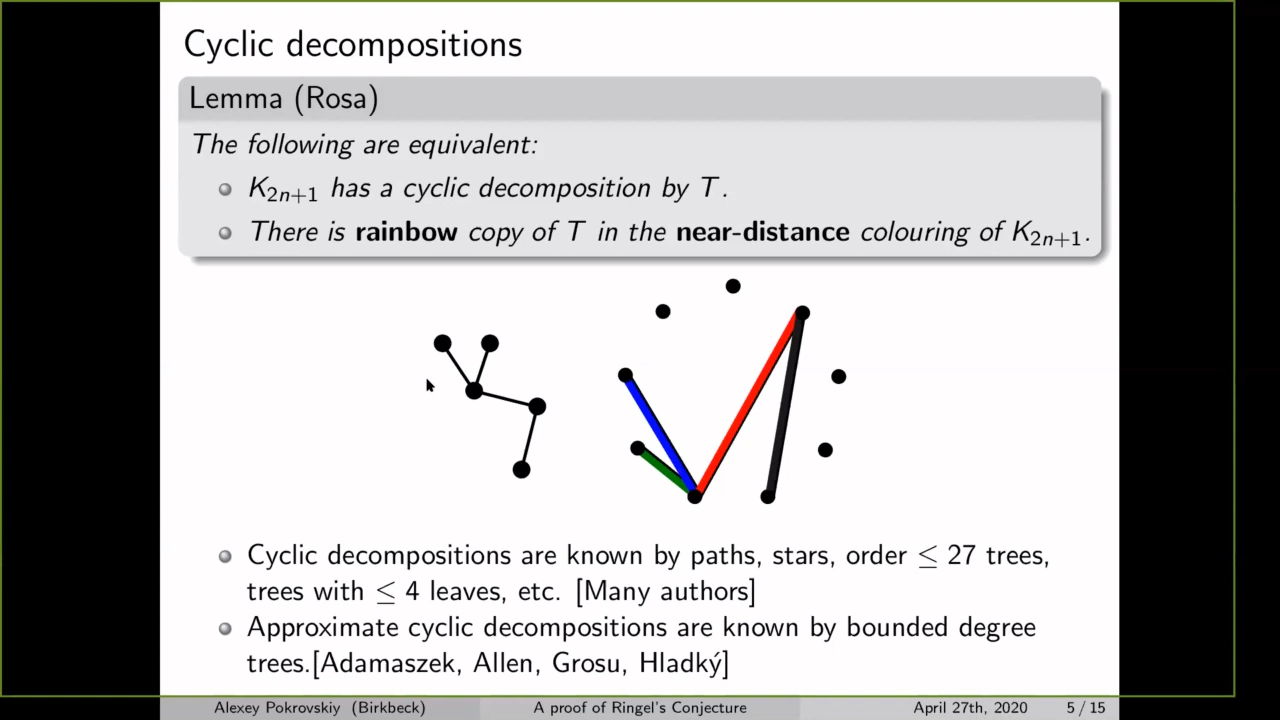 Cyclic decompositions
Lemma (Rosa)
The following are equivalent:
K₂ₙ₊₁ has a cyclic decomposition by T.
There is rainbow copy of T in the near-distance colouring of K₂ₙ₊₁.
Cyclic decompositions are known by paths, stars, order ≤ 27 trees,
trees with ≤ 4 leaves, etc. [Many authors]
Approximate cyclic decompositions are known by bounded degree
trees.[Adamaszek, Allen, Grosu, Hladký]
Alexey Pokrovskiy (Birkbeck) A proof of Ringel's Conjecture April 27th, 2020 5 / 15